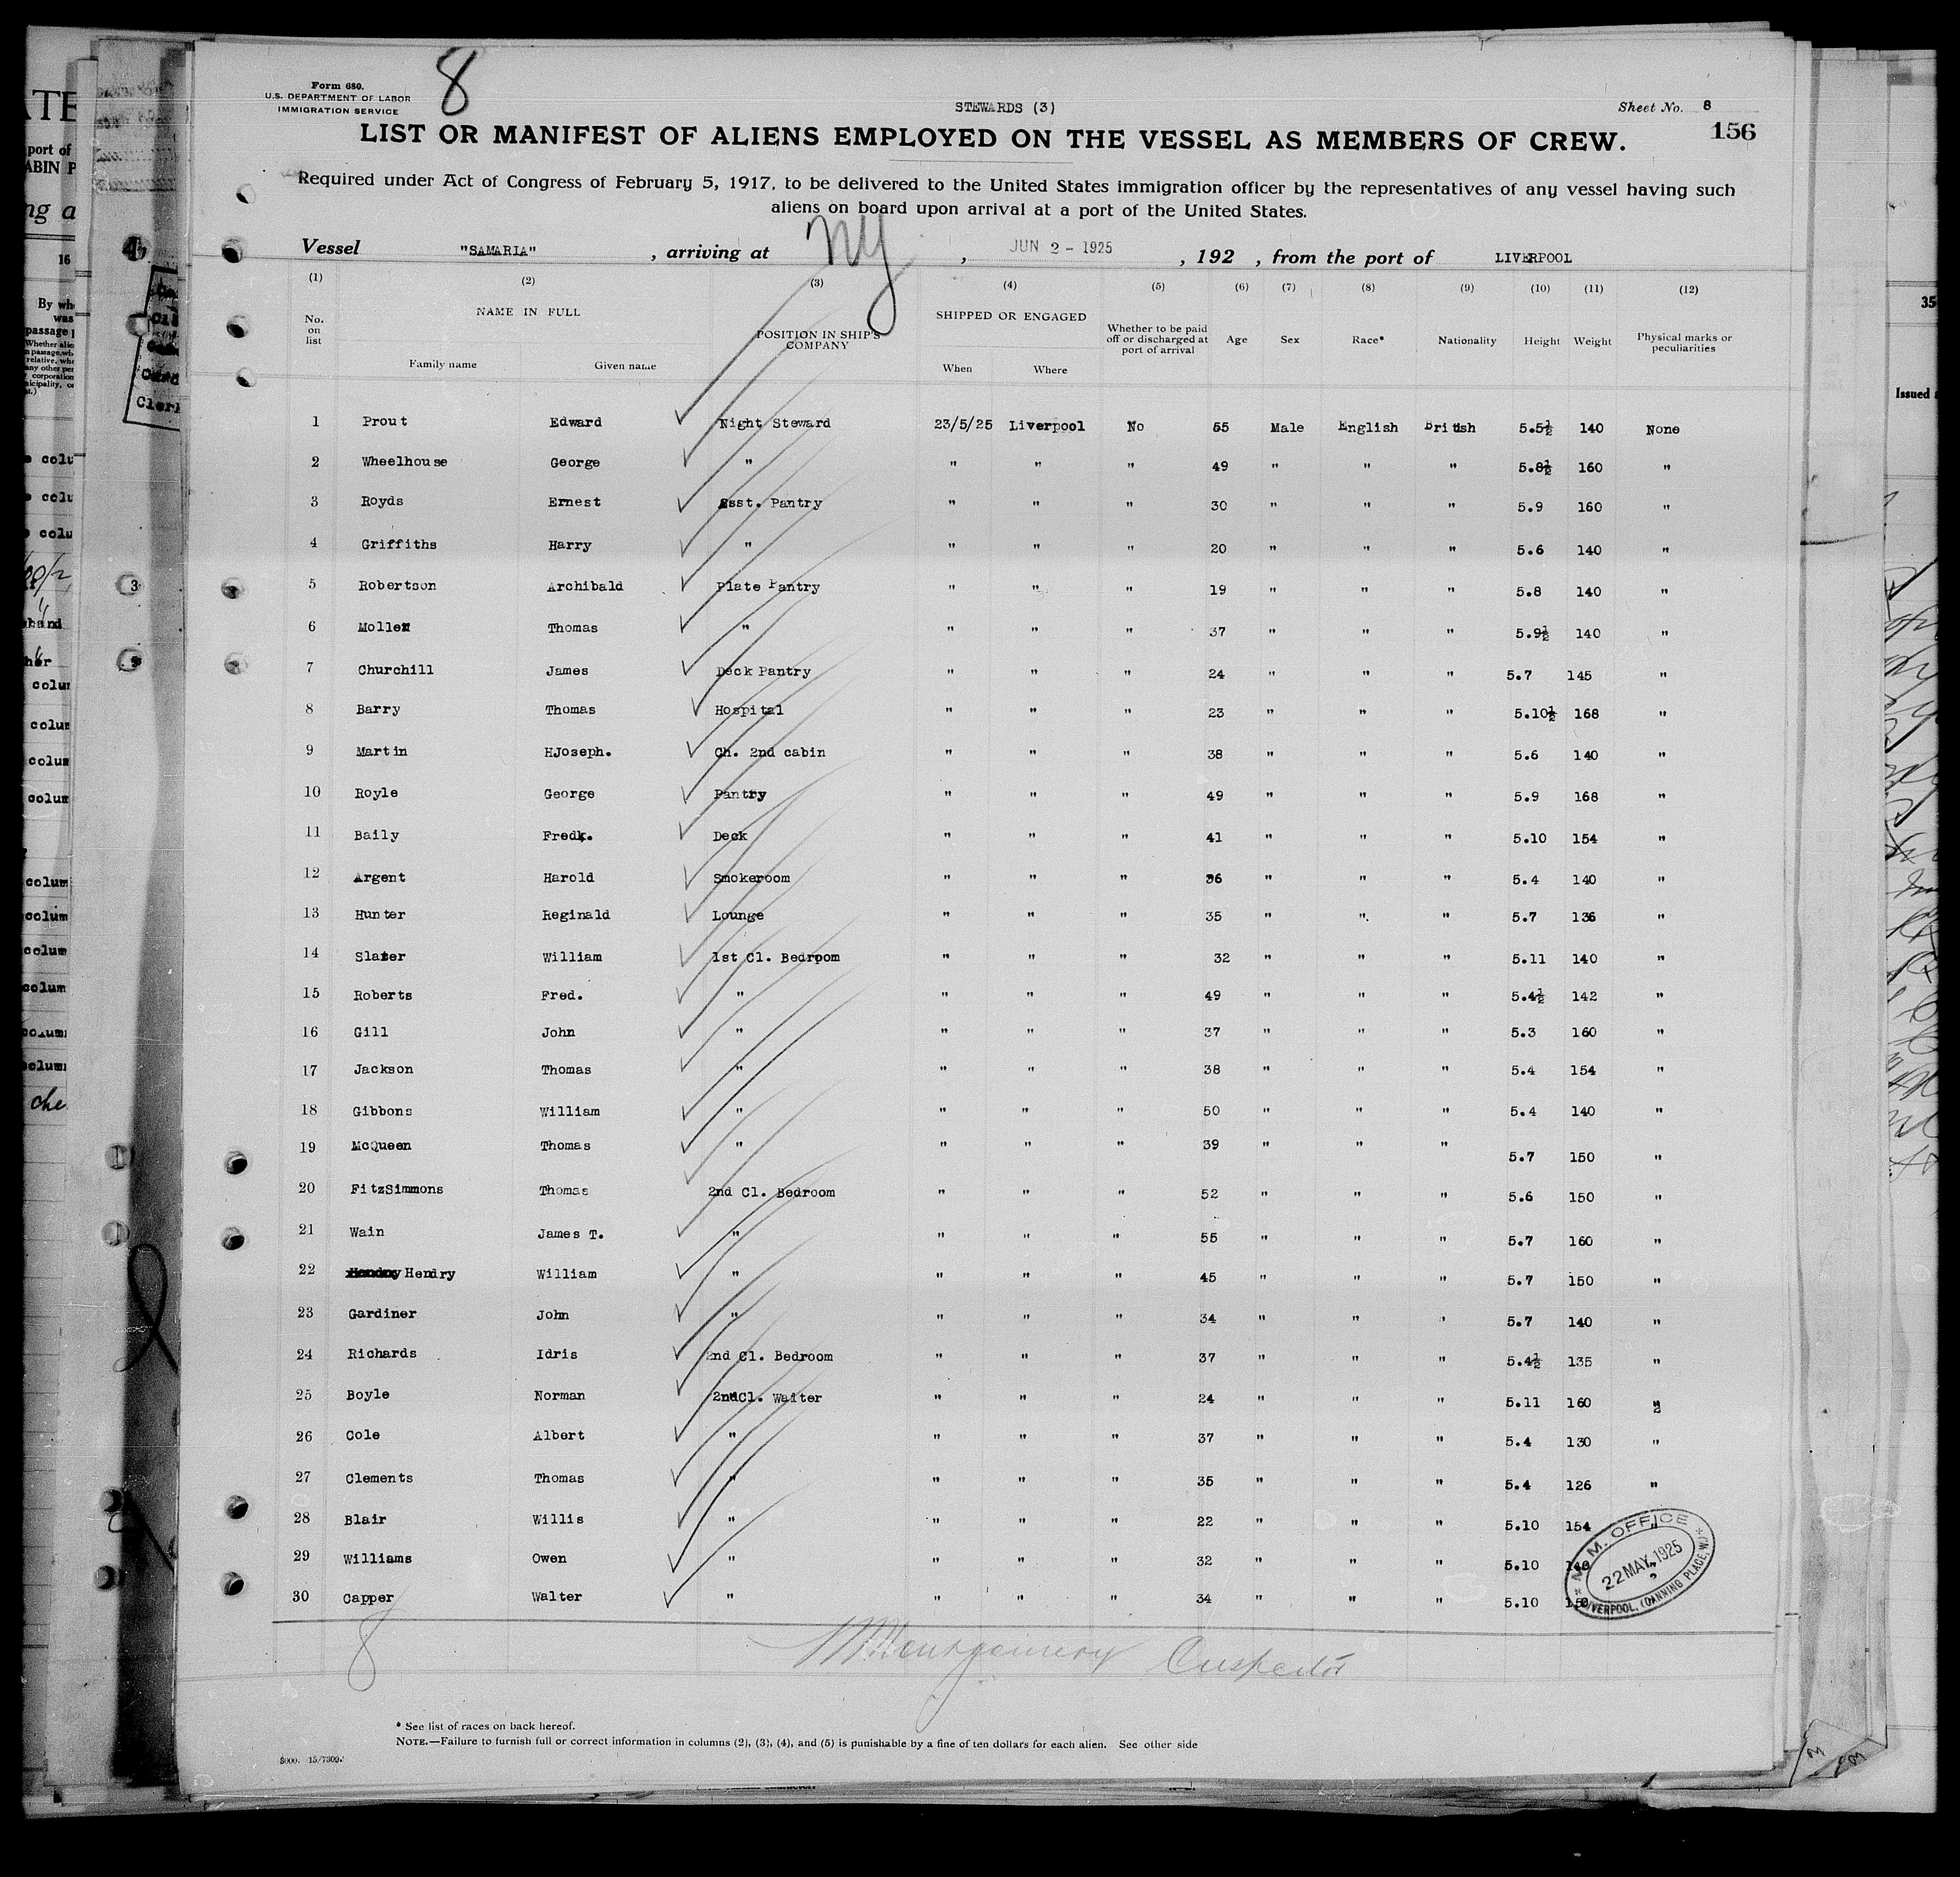 8
Form 680.
U.S. DEPARTMENT OF LABOR
IMMIGRATION SERVICE
STEWARDS (3)
Sheet No. 8
156
LIST OR MANIFEST OF ALIENS EMPLOYED ON THE VESSEL AS MEMBERS OF CREW.
Required under Act of Congress of February 5, 1917, to be delivered to the United States immigration officer by the representatives of any vessel having such
aliens on board upon arrival at a port of the United States.
Vessel "SAMARIA" , arriving at NY , JUN 2 - 1925 , 192 , from the port of LIVERPOOL
(1) (2) (3) (4) (5) (6) (7) (8) (9) (10) (11) (12)
No. on list NAME IN FULL Family name Given name POSITION IN SHIP'S COMPANY SHIPPED OR ENGAGED When Where Whether to be paid off or discharged at port of arrival Age Sex Race* Nationality Height Weight Physical marks or peculiarities
1 Prout Edward Night Steward 23/5/25 Liverpool No 55 Male English British 5.5½ 140 None
2 Wheelhouse George " " " " 49 " " " 5.8½ 160 "
3 Royds Ernest Asst. Pantry " " " 30 " " " 5.9 160 "
4 Griffiths Harry " " " " 20 " " " 5.6 140 "
5 Robertson Archibald Plate Pantry " " " 19 " " " 5.8 140 "
6 Thomas " " " " 37 " " " 5.9½ 140 "
7 Churchill James Deck Pantry " " " 24 " " " 5.7 145 "
8 Barry Thomas Hospital " " " 23 " " " 5.10½ 168 "
9 Martin HJoseph. Ch. 2nd cabin " " " 38 " " " 5.6 140 "
10 Royle George Pantry " " " 49 " " " 5.9 168 "
11 Baily Fredk. Deck " " " 41 " " " 5.10 154 "
12 Argent Harold Smokeroom " " " 36 " " " 5.4 140 "
13 Hunter Reginald Lounge " " " 35 " " " 5.7 136 "
14 Slater William 1st Cl. Bedroom " " " 32 " " " 5.11 140 "
15 Roberts Fred. " " " " 49 " " " 5.4½ 142 "
16 Gill John " " " " 37 " " " 5.3 160 "
17 Jackson Thomas " " " " 38 " " " 5.4 154 "
18 Gibbons William " " " " 50 " " " 5.4 140 "
19 McQueen Thomas " " " " 39 " " " 5.7 150 "
20 FitzSimmons Thomas 2nd Cl. Bedroom " " " 52 " " " 5.6 150 "
21 Wain James T. " " " " 55 " " " 5.7 160 "
22 Hendry William " " " " 45 " " " 5.7 150 "
23 Gardiner John " " " " 34 " " " 5.7 140 "
24 Richards Idris 2nd Cl. Bedroom " " " 37 " " " 5.4½ 135 "
25 Boyle Norman 2ndCl. Waiter " " " 24 " " " 5.11 160 "
26 Cole Albert " " " " 37 " " " 5.4 130 "
27 Clements Thomas " " " " 35 " " " 5.4 126 "
28 Blair Willis " " " " 22 " " " 5.10 154 "
29 Williams Owen " " " " 32 " " " 5.10 140 "
30 Capper Walter " " " " 34 " " " 5.10 150 "
M. M. OFFICE
22 MAY 1925
LIVERPOOL, (CANNING PLACE, W.)
8
Montgomery Inspector
* See list of races on back hereof.
NOTE.—Failure to furnish full or correct information in columns (2), (3), (4), and (5) is punishable by a fine of ten dollars for each alien. See other side